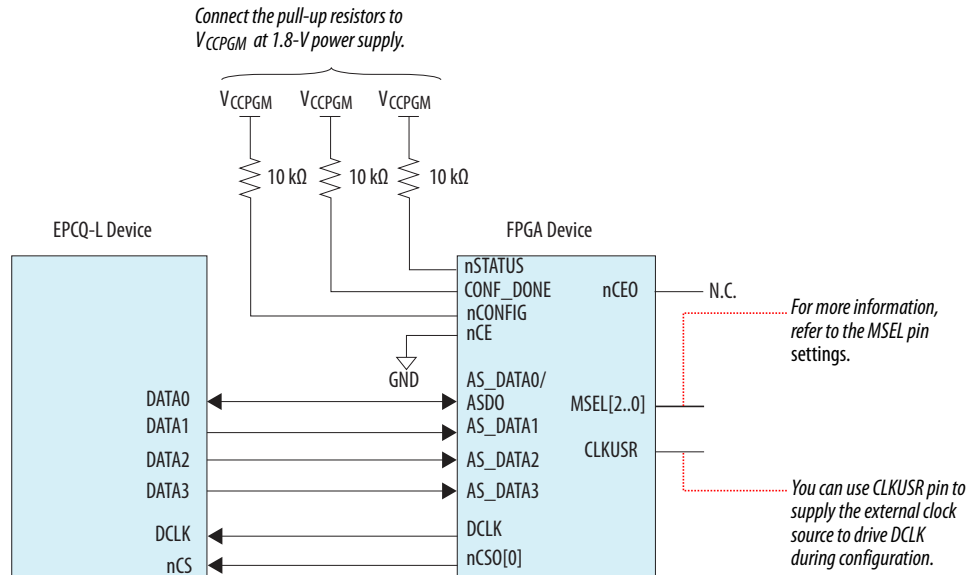 Connect the pull-up resistors to
VCCPGM at 1.8-V power supply.
VCCPGM VCCPGM VCCPGM
10 kΩ 10 kΩ 10 kΩ
EPCQ-L Device
FPGA Device
nSTATUS
CONF_DONE
nCONFIG
nCE
nCEO
N.C.
GND
For more information,
refer to the MSEL pin
settings.
DATA0
DATA1
DATA2
DATA3
DCLK
nCS
AS_DATA0/
ASDO
AS_DATA1
AS_DATA2
AS_DATA3
DCLK
nCSO[0]
MSEL[2..0]
CLKUSR
You can use CLKUSR pin to
supply the external clock
source to drive DCLK
during configuration.